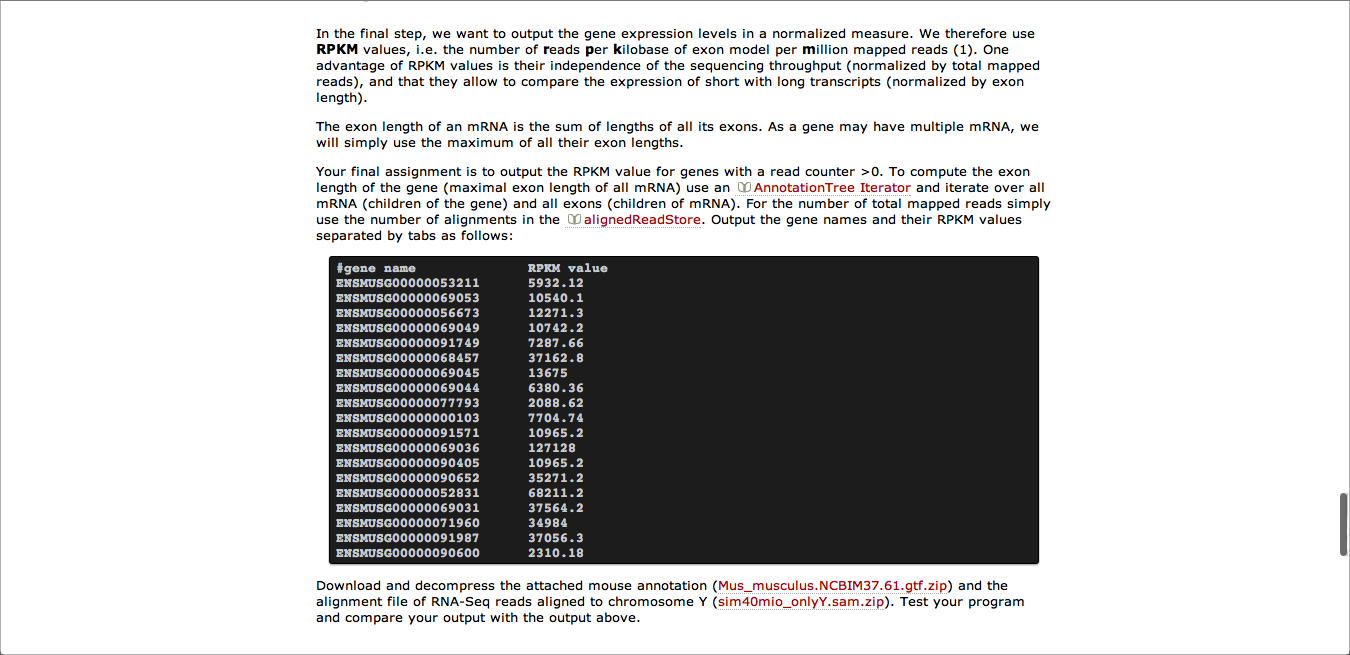 In the final step, we want to output the gene expression levels in a normalized measure. We therefore use
RPKM values, i.e. the number of reads per kilobase of exon model per million mapped reads (1). One
advantage of RPKM values is their independence of the sequencing throughput (normalized by total mapped
reads), and that they allow to compare the expression of short with long transcripts (normalized by exon
length).
The exon length of an mRNA is the sum of lengths of all its exons. As a gene may have multiple mRNA, we
will simply use the maximum of all their exon lengths.
Your final assignment is to output the RPKM value for genes with a read counter >0. To compute the exon
length of the gene (maximal exon length of all mRNA) use an AnnotationTree Iterator and iterate over all
mRNA (children of the gene) and all exons (children of mRNA). For the number of total mapped reads simply
use the number of alignments in the alignedReadStore. Output the gene names and their RPKM values
separated by tabs as follows:
#gene name RPKM value
ENSMUSG00000053211 5932.12
ENSMUSG00000069053 10540.1
ENSMUSG00000056673 12271.3
ENSMUSG00000069049 10742.2
ENSMUSG00000091749 7287.66
ENSMUSG00000068457 37162.8
ENSMUSG00000069045 13675
ENSMUSG00000069044 6380.36
ENSMUSG00000077793 2088.62
ENSMUSG00000000103 7704.74
ENSMUSG00000091571 10965.2
ENSMUSG00000069036 127128
ENSMUSG00000090405 10965.2
ENSMUSG00000090652 35271.2
ENSMUSG00000052831 68211.2
ENSMUSG00000069031 37564.2
ENSMUSG00000071960 34984
ENSMUSG00000091987 37056.3
ENSMUSG00000090600 2310.18
Download and decompress the attached mouse annotation (Mus_musculus.NCBIM37.61.gtf.zip) and the
alignment file of RNA-Seq reads aligned to chromosome Y (sim40mio_onlyY.sam.zip). Test your program
and compare your output with the output above.